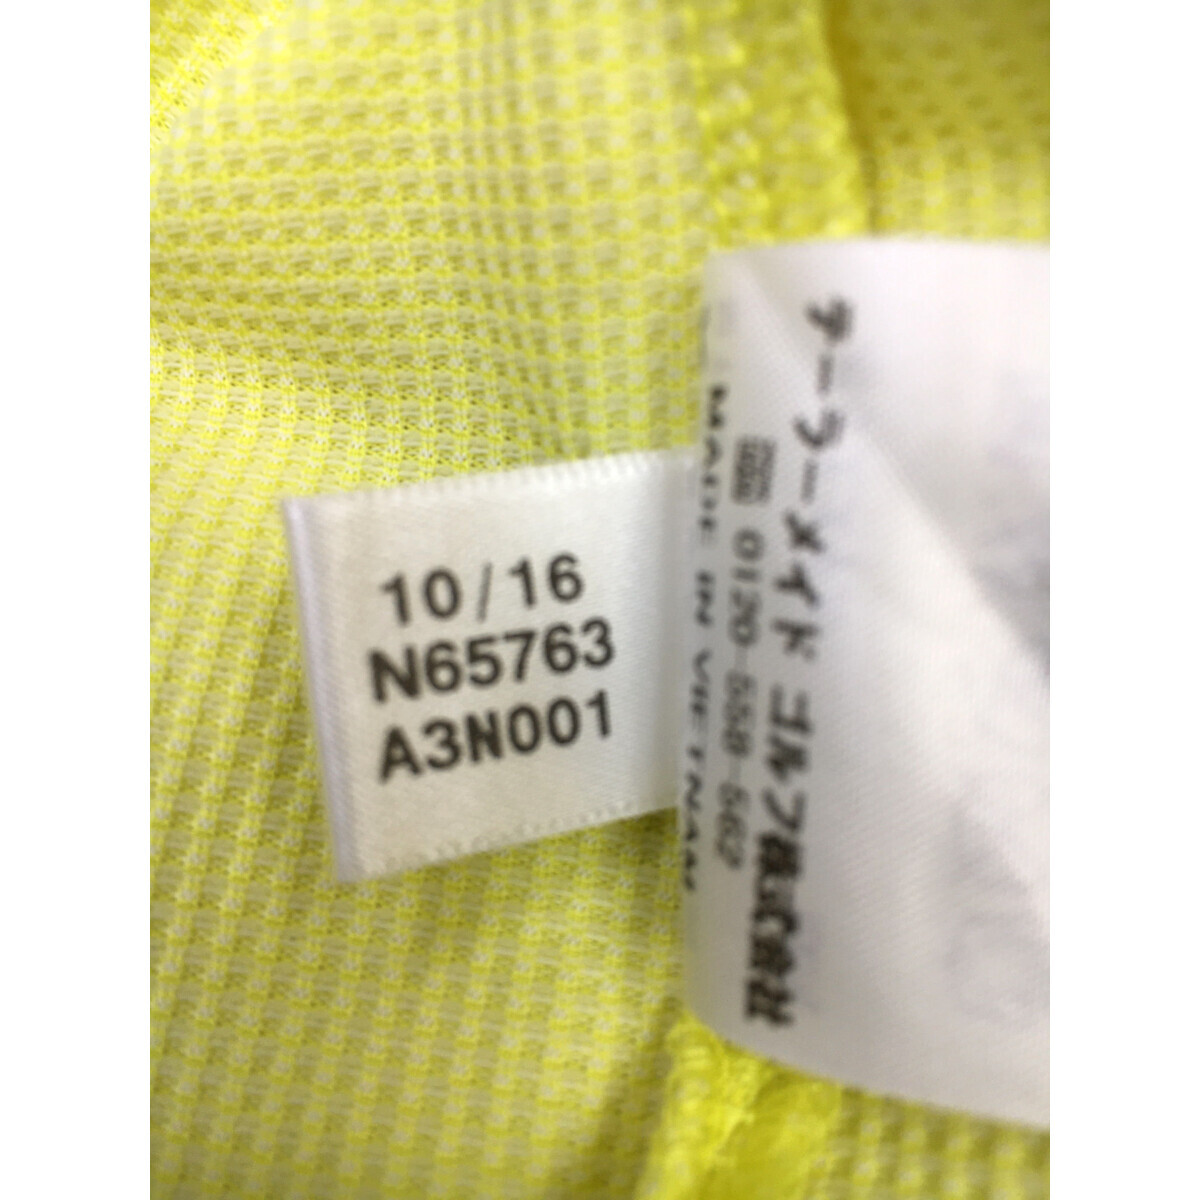 10/16
N65763
A3N001
テーラーメイド ゴルフ株式会社
0120-558-562
MADE IN VIETNAM